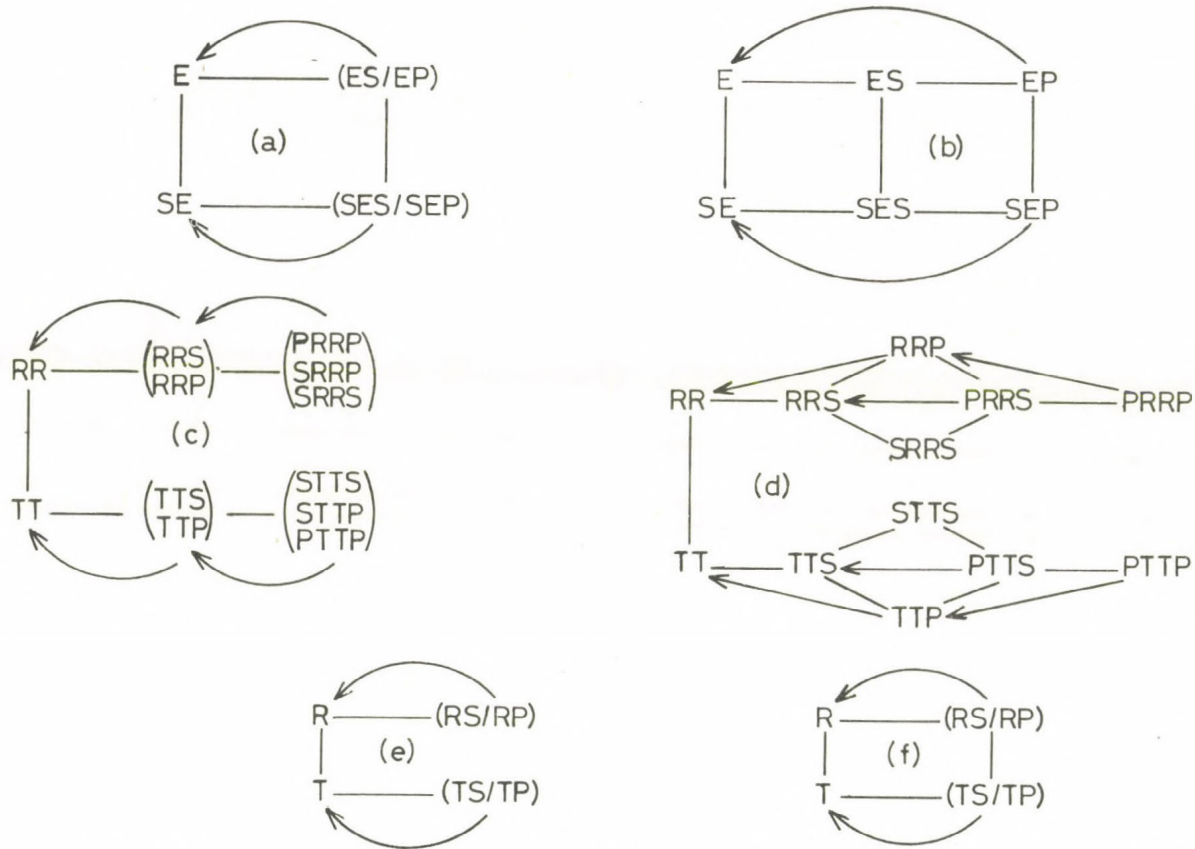 E (ES/EP)
(a)
SE (SES/SEP)
E ES EP
(b)
SE SES SEP
RR (RRS RRP) (PRRP SRRP SRRS)
(c)
TT (TTS TTP) (STTS STTP PTTP)
RRP
RR RRS PRRS PRRP
SRRS
(d)
STTS
TT TTS PTTS PTTP
TTP
R (RS/RP)
(e)
T (TS/TP)
R (RS/RP)
(f)
T (TS/TP)